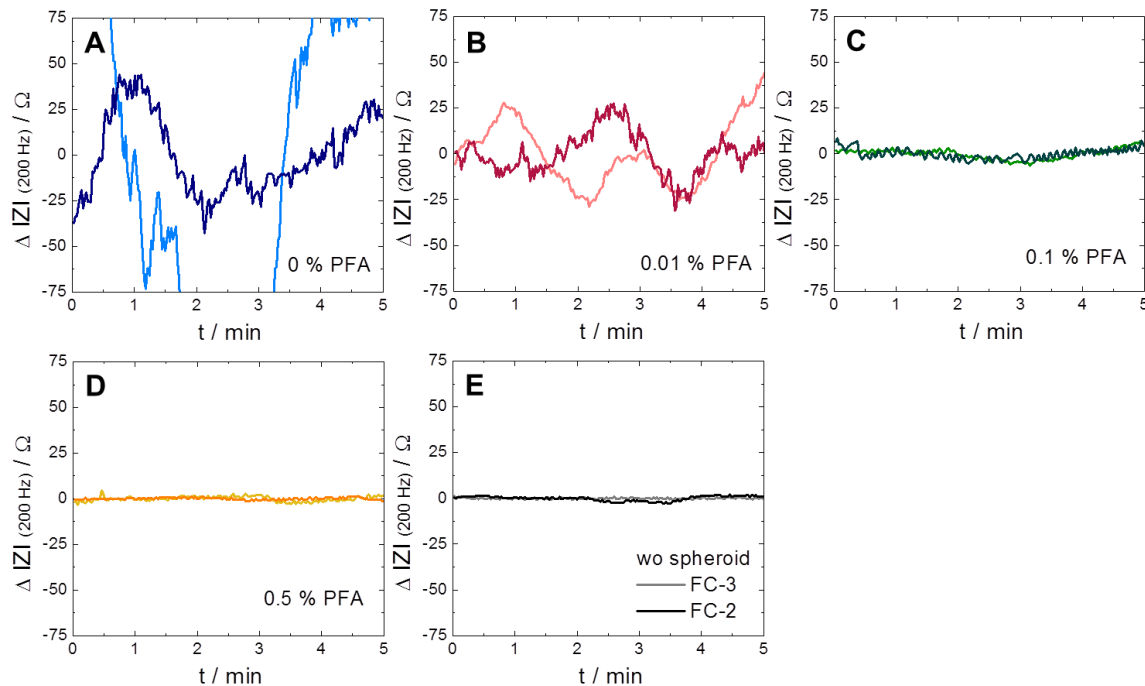 A
B
C
75
50
25
0
-25
-50
-75
Δ |Z| (200 Hz) / Ω
0 % PFA
0 1 2 3 4 5
t / min
75
50
25
0
-25
-50
-75
Δ |Z| (200 Hz) / Ω
0.01 % PFA
0 1 2 3 4 5
t / min
75
50
25
0
-25
-50
-75
Δ |Z| (200 Hz) / Ω
0.1 % PFA
0 1 2 3 4 5
t / min
D
75
50
25
0
-25
-50
-75
Δ |Z| (200 Hz) / Ω
0.5 % PFA
0 1 2 3 4 5
t / min
E
75
50
25
0
-25
-50
-75
Δ |Z| (200 Hz) / Ω
wo spheroid
FC-3
FC-2
0 1 2 3 4 5
t / min